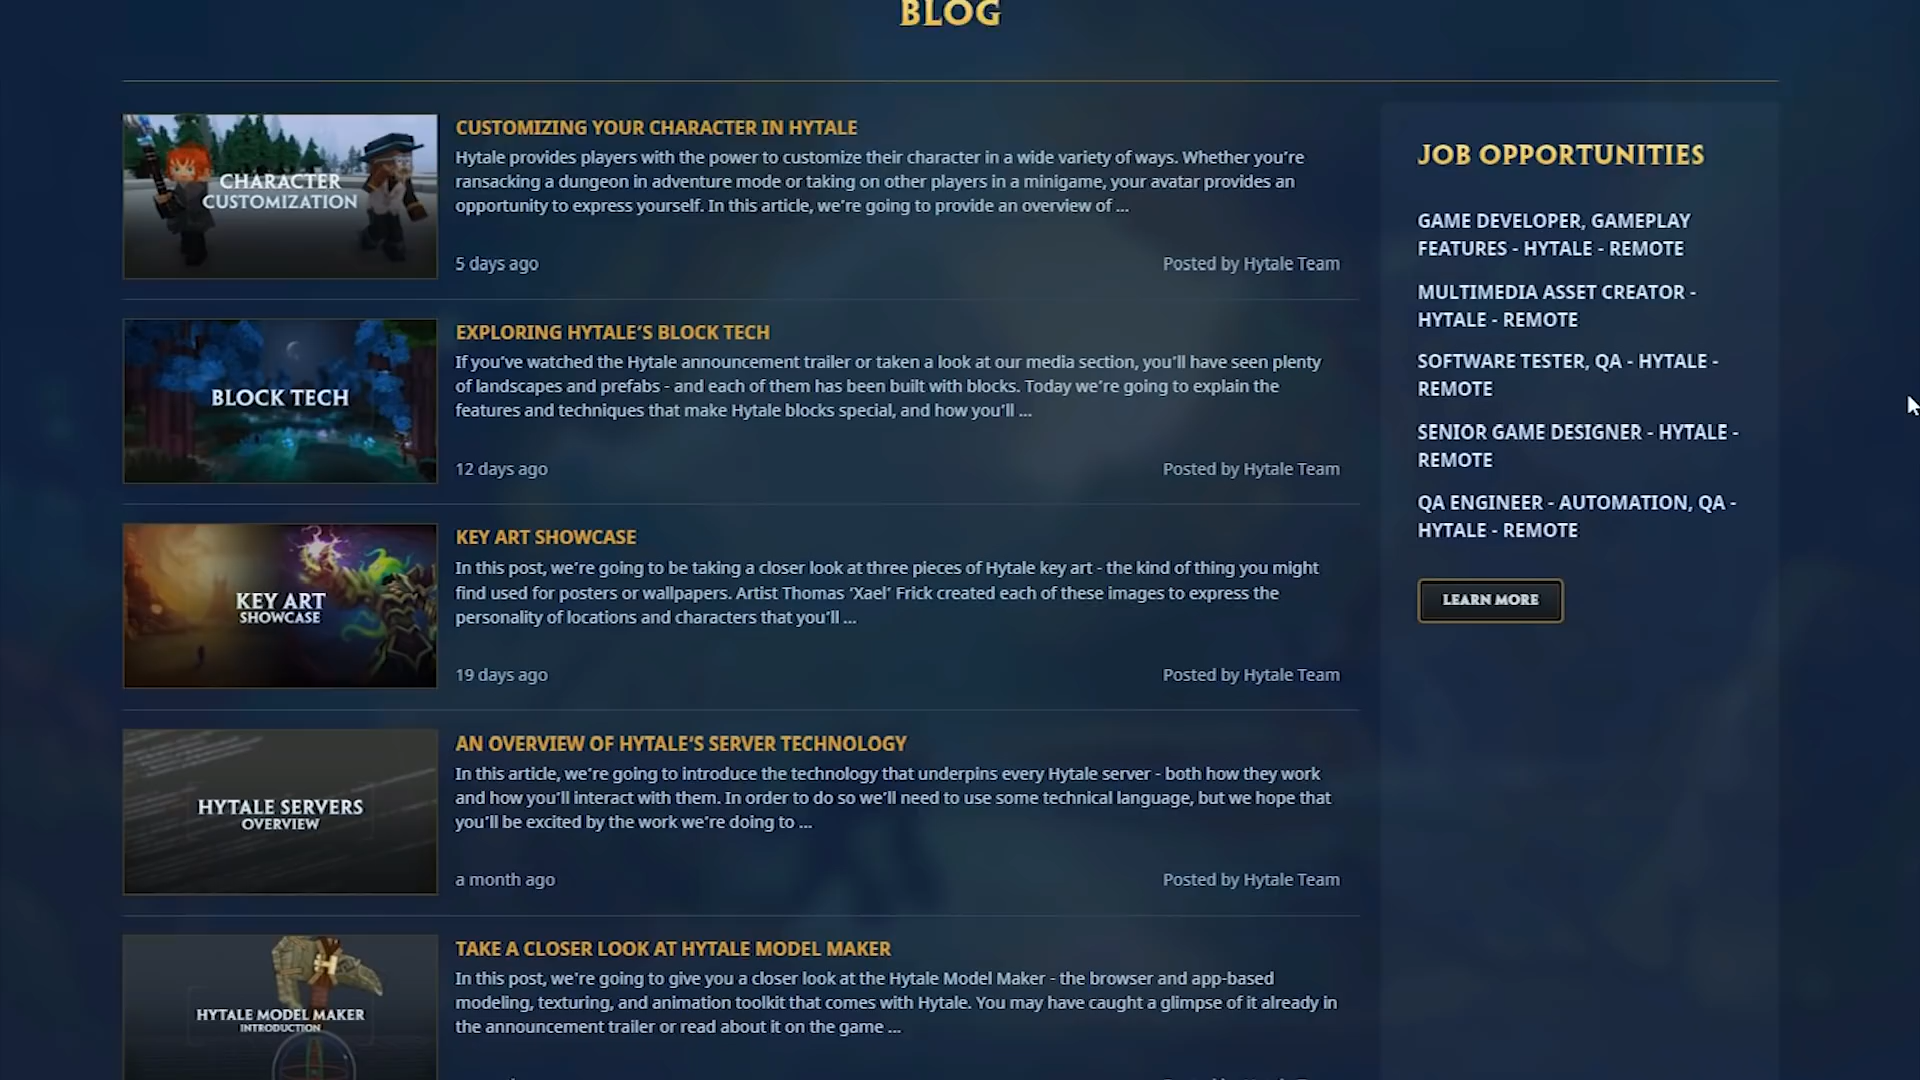 BLOG
CHARACTER
CUSTOMIZATION
CUSTOMIZING YOUR CHARACTER IN HYTALE
Hytale provides players with the power to customize their character in a wide variety of ways. Whether you're
ransacking a dungeon in adventure mode or taking on other players in a minigame, your avatar provides an
opportunity to express yourself. In this article, we're going to provide an overview of ...
5 days ago
Posted by Hytale Team
BLOCK TECH
EXPLORING HYTALE'S BLOCK TECH
If you've watched the Hytale announcement trailer or taken a look at our media section, you'll have seen plenty
of landscapes and prefabs - and each of them has been built with blocks. Today we're going to explain the
features and techniques that make Hytale blocks special, and how you'll ...
12 days ago
Posted by Hytale Team
KEY ART
SHOWCASE
KEY ART SHOWCASE
In this post, we're going to be taking a closer look at three pieces of Hytale key art - the kind of thing you might
find used for posters or wallpapers. Artist Thomas 'Xael' Frick created each of these images to express the
personality of locations and characters that you'll ...
19 days ago
Posted by Hytale Team
HYTALE SERVERS
OVERVIEW
AN OVERVIEW OF HYTALE'S SERVER TECHNOLOGY
In this article, we're going to introduce the technology that underpins every Hytale server - both how they work
and how you'll interact with them. In order to do so we'll need to use some technical language, but we hope that
you'll be excited by the work we're doing to ...
a month ago
Posted by Hytale Team
HYTALE MODEL MAKER
INTRODUCTION
TAKE A CLOSER LOOK AT HYTALE MODEL MAKER
In this post, we're going to give you a closer look at the Hytale Model Maker - the browser and app-based
modeling, texturing, and animation toolkit that comes with Hytale. You may have caught a glimpse of it already in
the announcement trailer or read about it on the game ...
JOB OPPORTUNITIES
GAME DEVELOPER, GAMEPLAY
FEATURES - HYTALE - REMOTE
MULTIMEDIA ASSET CREATOR -
HYTALE - REMOTE
SOFTWARE TESTER, QA - HYTALE -
REMOTE
SENIOR GAME DESIGNER - HYTALE -
REMOTE
QA ENGINEER - AUTOMATION, QA -
HYTALE - REMOTE
LEARN MORE